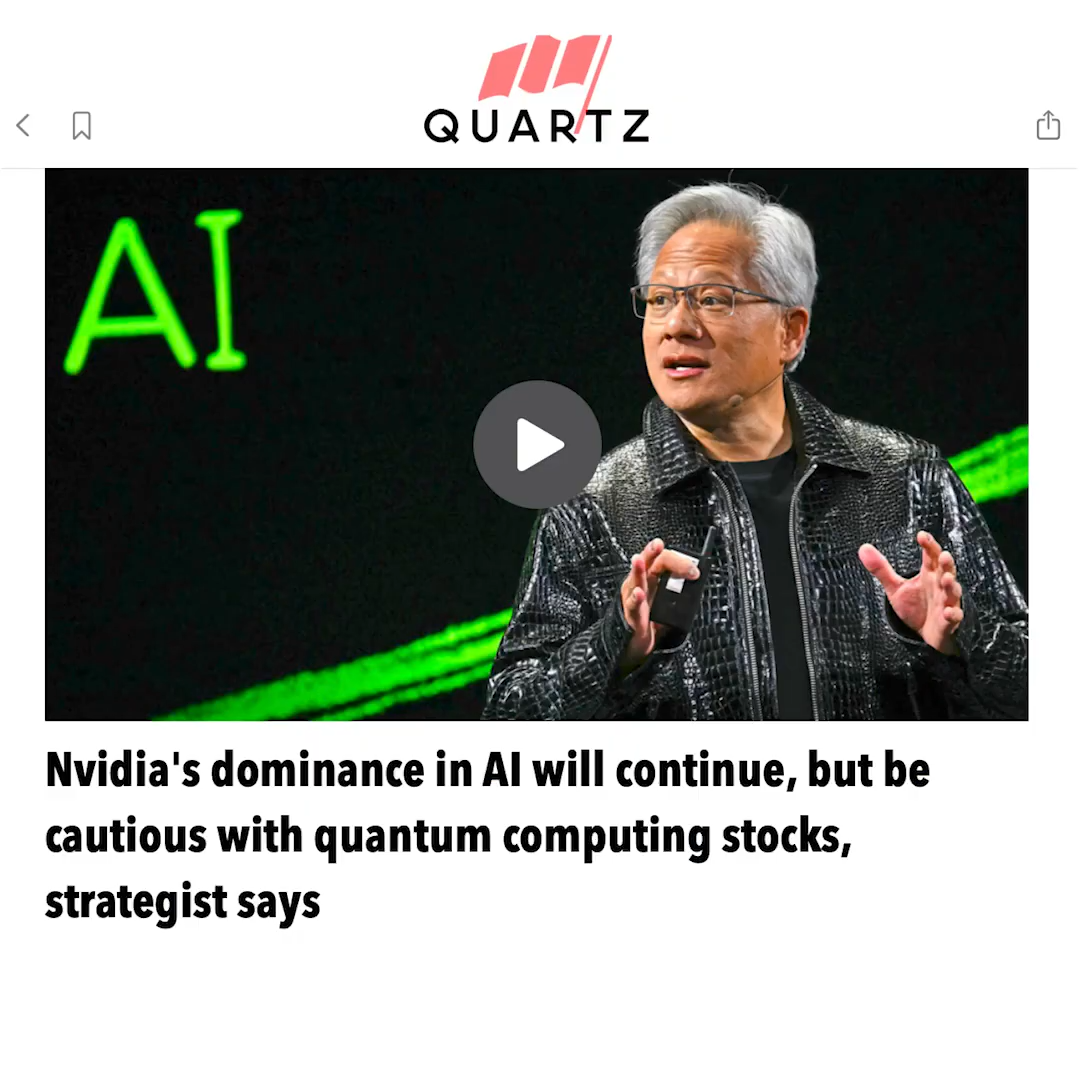 QUARTZ
AI
Nvidia's dominance in AI will continue, but be
cautious with quantum computing stocks,
strategist says